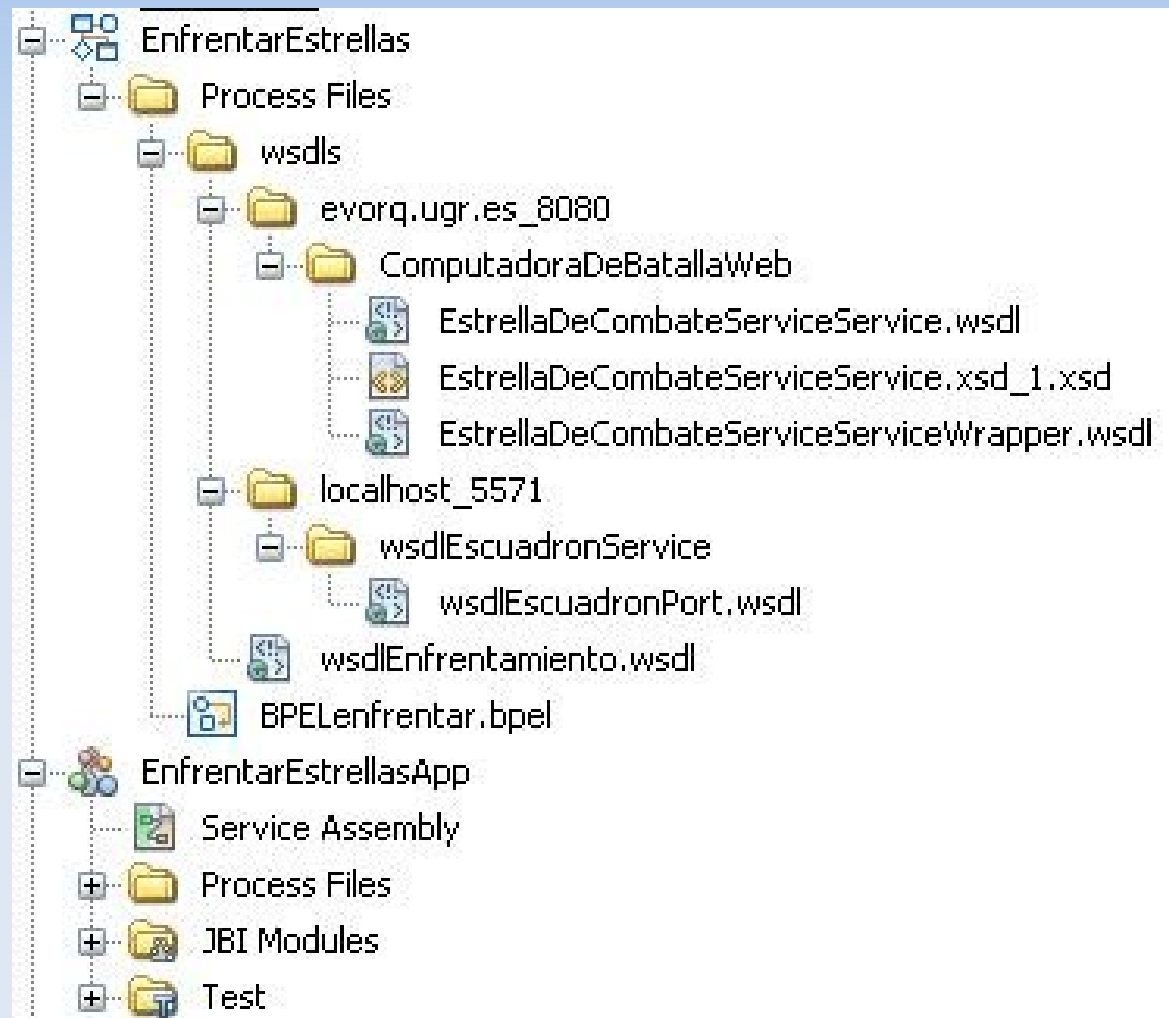 EnfrentarEstrellas
Process Files
wsdls
evorq.ugr.es_8080
ComputadoraDeBatallaWeb
EstrellaDeCombateServiceService.wsdl
EstrellaDeCombateServiceService.xsd_1.xsd
EstrellaDeCombateServiceServiceWrapper.wsdl
localhost_5571
wsdlEscuadronService
wsdlEscuadronPort.wsdl
wsdlEnfrentamiento.wsdl
BPELenfrentar.bpel
EnfrentarEstrellasApp
Service Assembly
Process Files
JBI Modules
Test